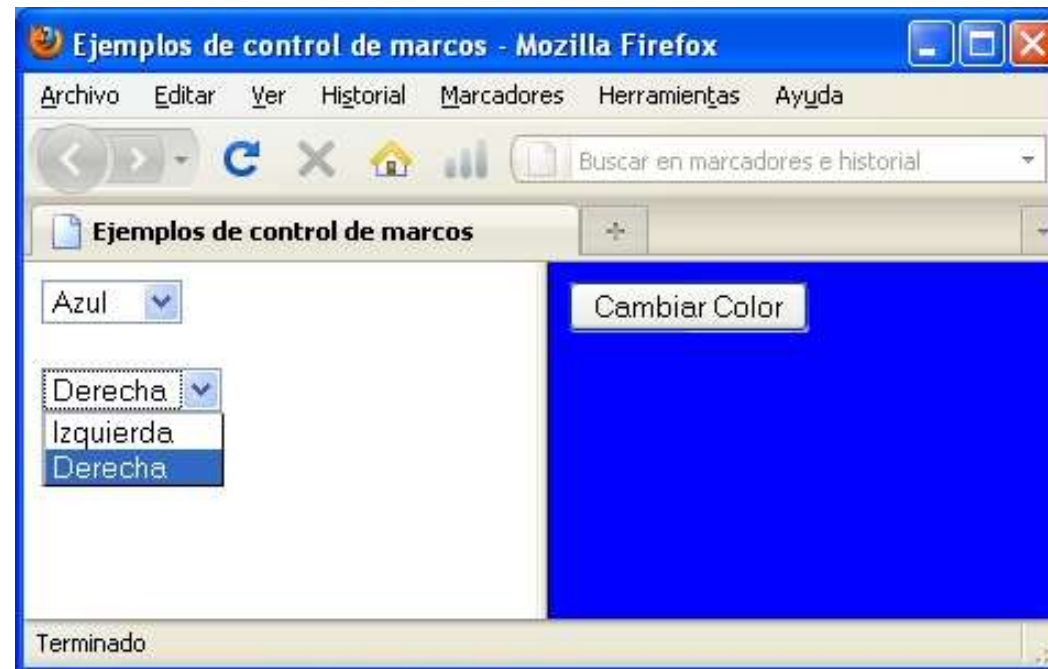 Ejemplos de control de marcos - Mozilla Firefox
Archivo Editar Ver Historial Marcadores Herramientas Ayuda
Buscar en marcadores e historial
Ejemplos de control de marcos
Azul
Cambiar Color
Derecha
Izquierda
Derecha
Terminado